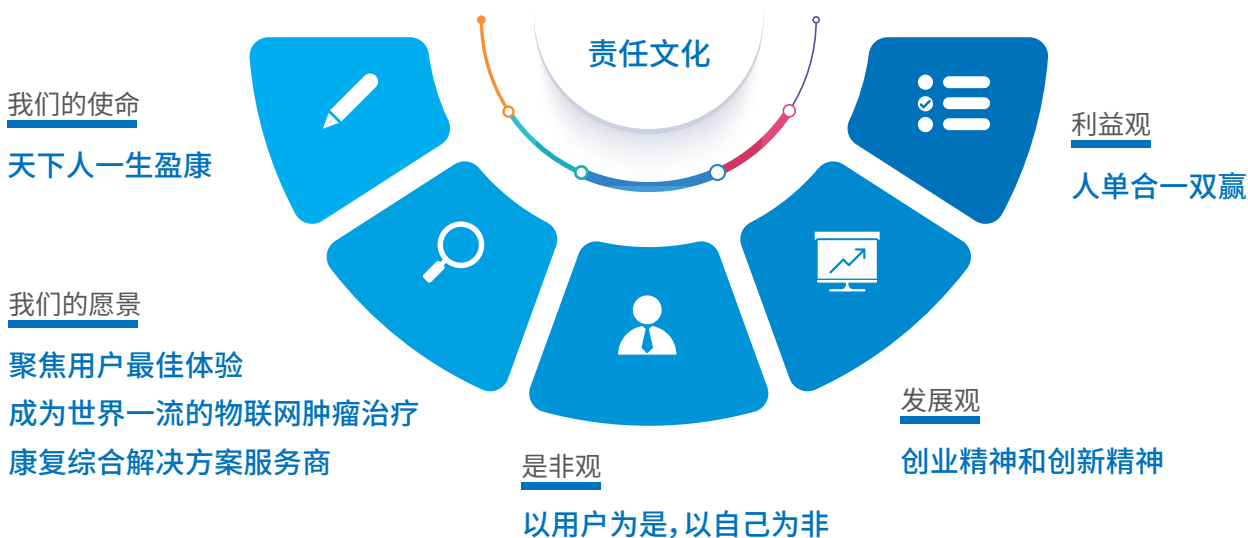 责任文化
我们的使命
天下人一生盈康
我们的愿景
聚焦用户最佳体验
成为世界一流的物联网肿瘤治疗
康复综合解决方案服务商
是非观
以用户为是，以自己为非
发展观
创业精神和创新精神
利益观
人单合一双赢